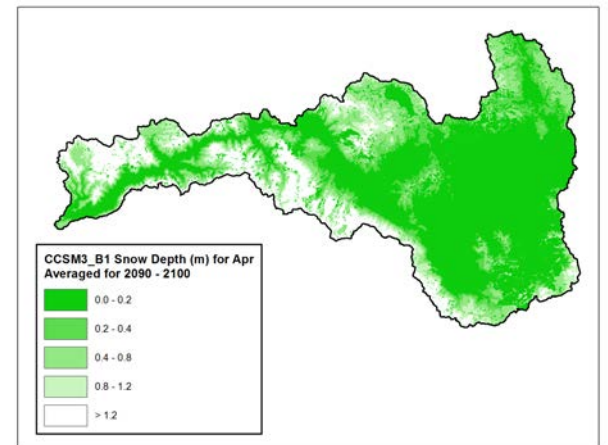 CCSM3_B1 Snow Depth (m) for Apr
Averaged for 2090 - 2100
0.0 - 0.2
0.2 - 0.4
0.4 - 0.8
0.8 - 1.2
> 1.2